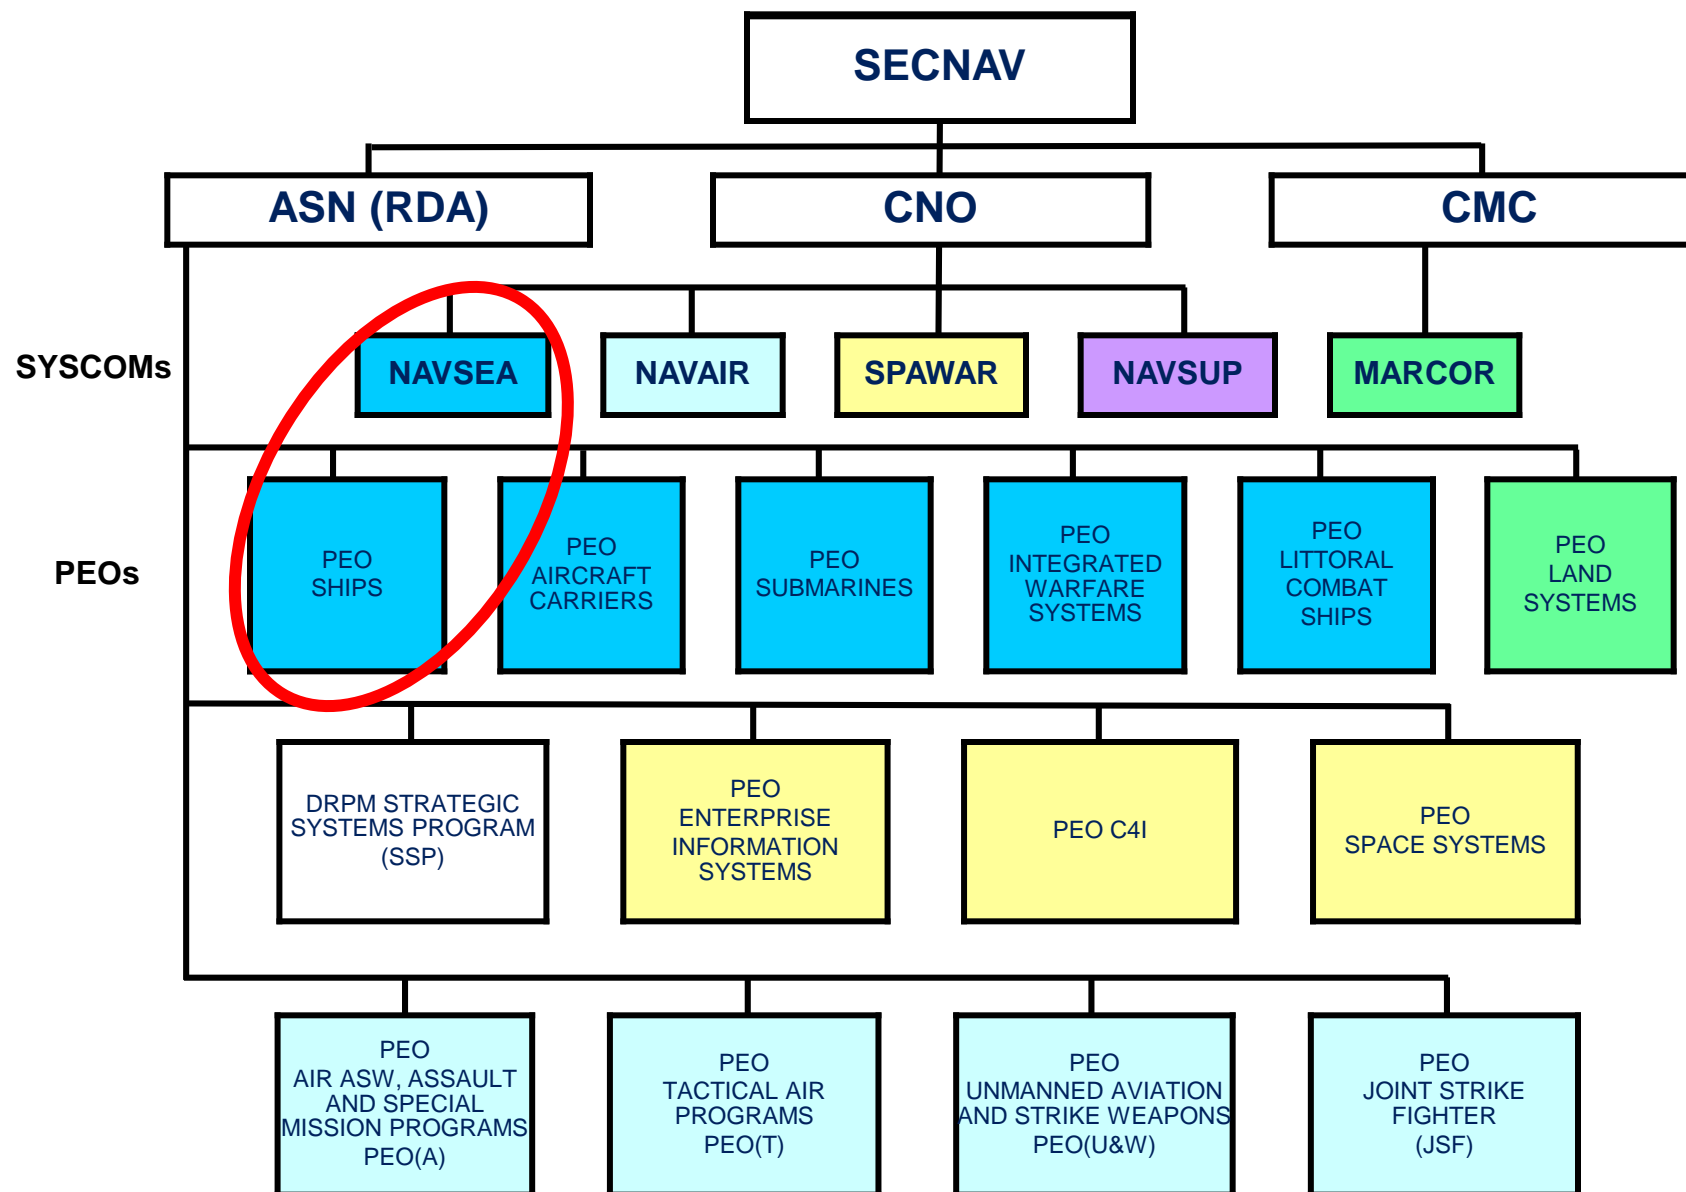 SECNAV
ASN (RDA)
CNO
CMC
SYSCOMs
NAVSEA
NAVAIR
SPAWAR
NAVSUP
MARCOR
PEOs
PEO
SHIPS
PEO
AIRCRAFT
CARRIERS
PEO
SUBMARINES
PEO
INTEGRATED
WARFARE
SYSTEMS
PEO
LITTORAL
COMBAT
SHIPS
PEO
LAND
SYSTEMS
DRPM STRATEGIC
SYSTEMS PROGRAM
(SSP)
PEO
ENTERPRISE
INFORMATION
SYSTEMS
PEO C4I
PEO
SPACE SYSTEMS
PEO
AIR ASW, ASSAULT
AND SPECIAL
MISSION PROGRAMS
PEO(A)
PEO
TACTICAL AIR
PROGRAMS
PEO(T)
PEO
UNMANNED AVIATION
AND STRIKE WEAPONS
PEO(U&W)
PEO
JOINT STRIKE
FIGHTER
(JSF)